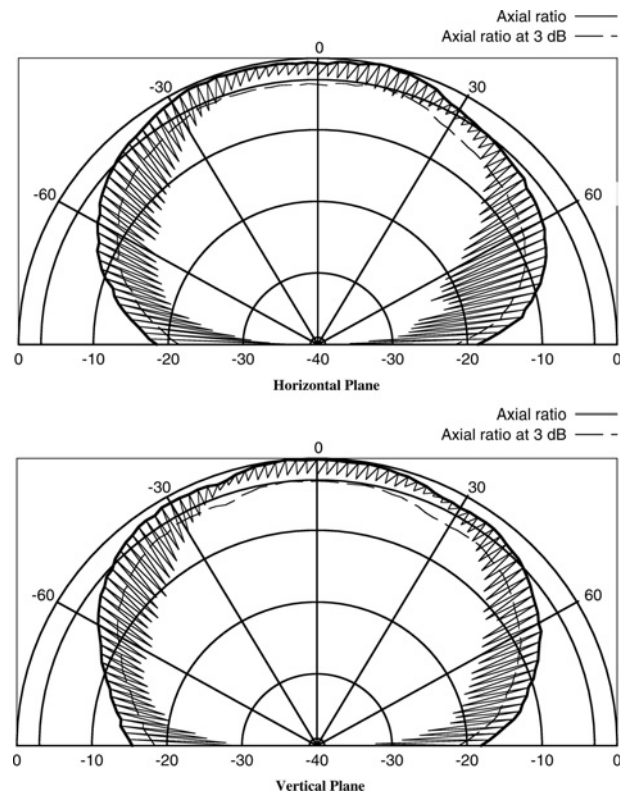 Axial ratio
Axial ratio at 3 dB
0
-30 30
-60 60
0 -10 -20 -30 -40 -30 -20 -10 0
Horizontal Plane
Axial ratio
Axial ratio at 3 dB
0
-30 30
-60 60
0 -10 -20 -30 -40 -30 -20 -10 0
Vertical Plane